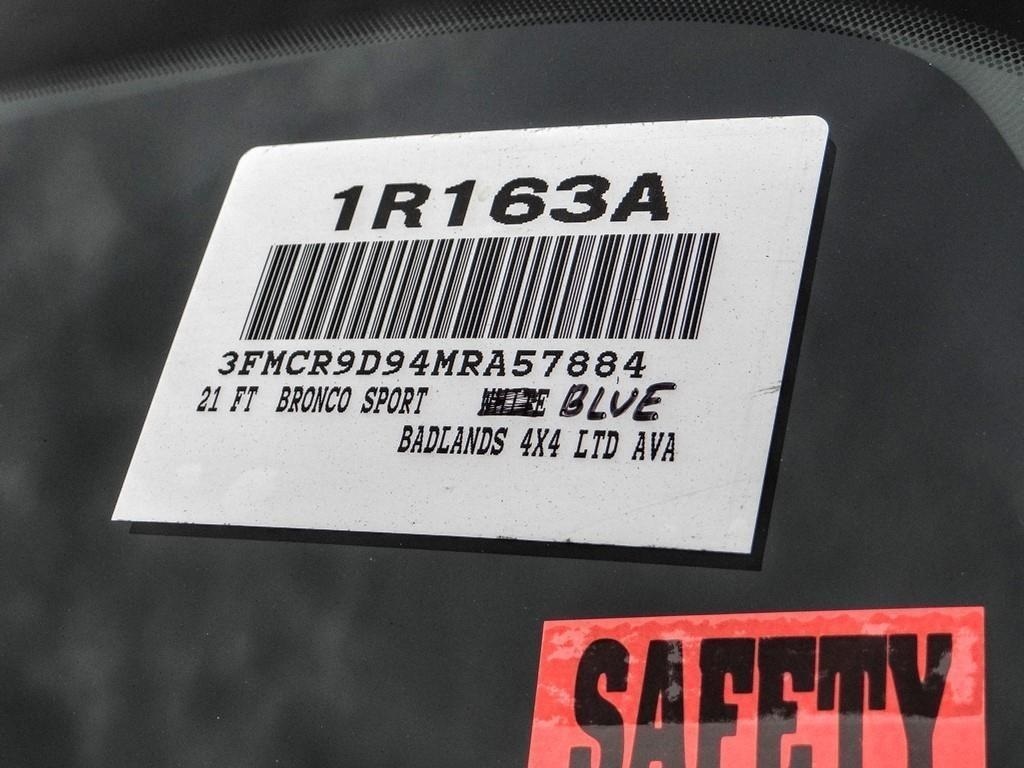 1R163A
3FMCR9D94MRA57884
21 FT BRONCO SPORT BLUE
BADLANDS 4X4 LTD AVA
SAFETY